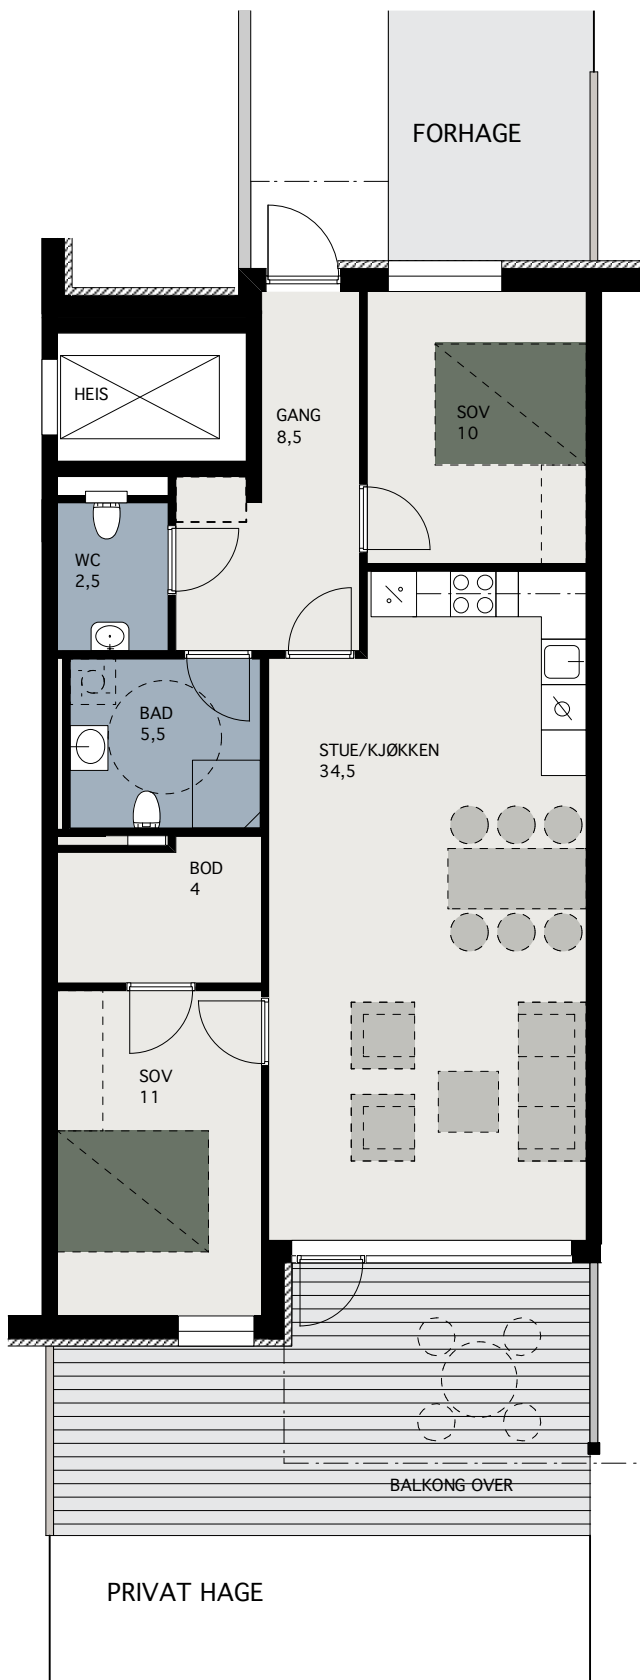 FORHAGE
HEIS
GANG
8,5
SOV
10
WC
2,5
BAD
5,5
STUE/KJØKKEN
34,5
BOD
4
SOV
11
BALKONG OVER
PRIVAT HAGE